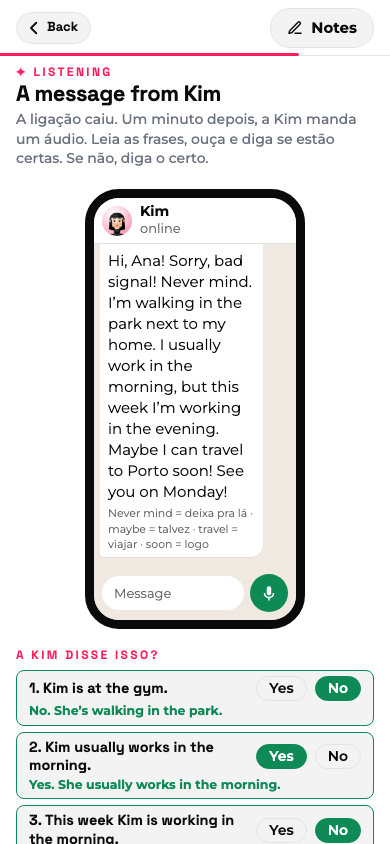 Back
Notes
✦ LISTENING
A message from Kim
A ligação caiu. Um minuto depois, a Kim manda
um áudio. Leia as frases, ouça e diga se estão
certas. Se não, diga o certo.
Kim
online
Hi, Ana! Sorry, bad
signal! Never mind.
I’m walking in the
park next to my
home. I usually
work in the
morning, but this
week I’m working
in the evening.
Maybe I can travel
to Porto soon! See
you on Monday!
Never mind = deixa pra lá ·
maybe = talvez · travel =
viajar · soon = logo
Message
A KIM DISSE ISSO?
1. Kim is at the gym.
Yes No
No. She’s walking in the park.
2. Kim usually works in the
morning.
Yes No
Yes. She usually works in the morning.
3. This week Kim is working in
the morning.
Yes No